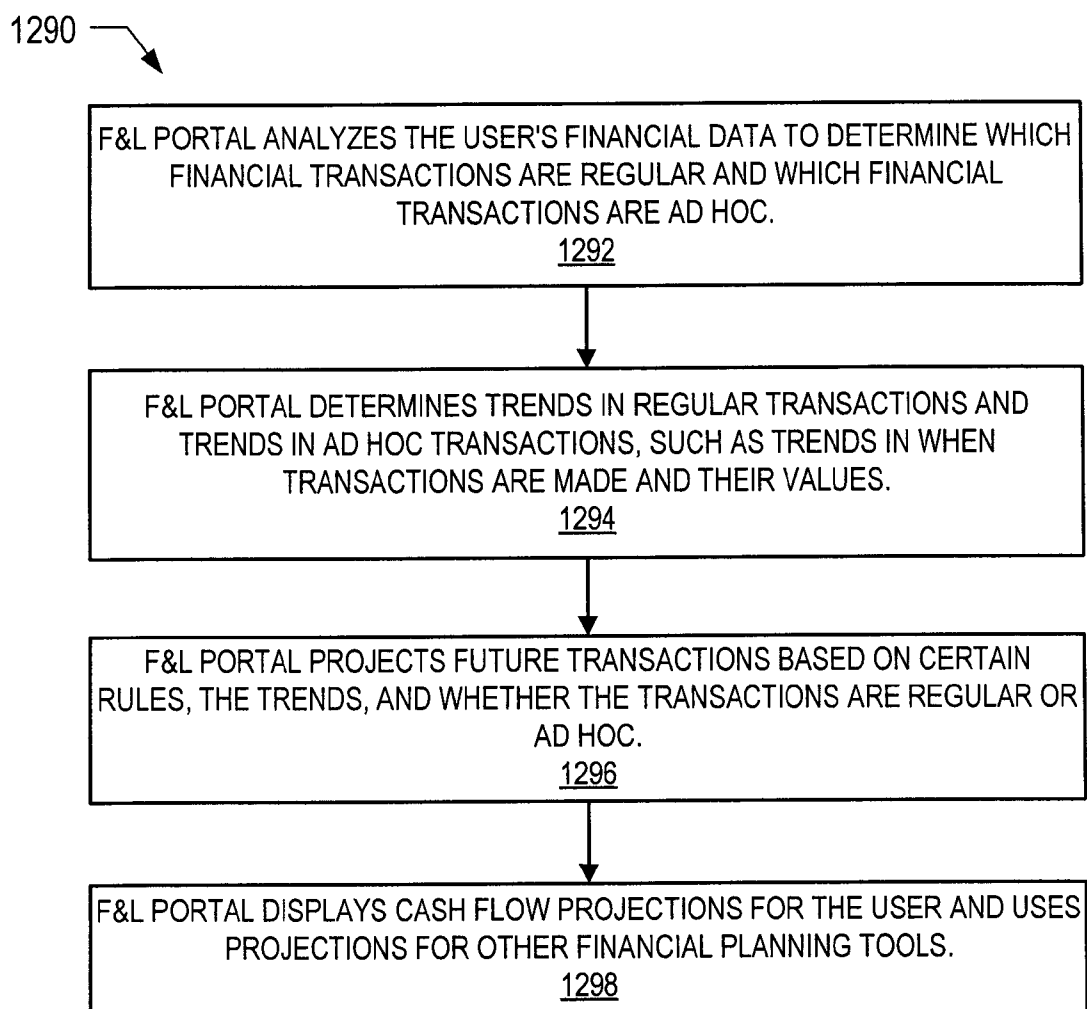 1290
F&L PORTAL ANALYZES THE USER'S FINANCIAL DATA TO DETERMINE WHICH
FINANCIAL TRANSACTIONS ARE REGULAR AND WHICH FINANCIAL
TRANSACTIONS ARE AD HOC.
1292
F&L PORTAL DETERMINES TRENDS IN REGULAR TRANSACTIONS AND
TRENDS IN AD HOC TRANSACTIONS, SUCH AS TRENDS IN WHEN
TRANSACTIONS ARE MADE AND THEIR VALUES.
1294
F&L PORTAL PROJECTS FUTURE TRANSACTIONS BASED ON CERTAIN
RULES, THE TRENDS, AND WHETHER THE TRANSACTIONS ARE REGULAR OR
AD HOC.
1296
F&L PORTAL DISPLAYS CASH FLOW PROJECTIONS FOR THE USER AND USES
PROJECTIONS FOR OTHER FINANCIAL PLANNING TOOLS.
1298